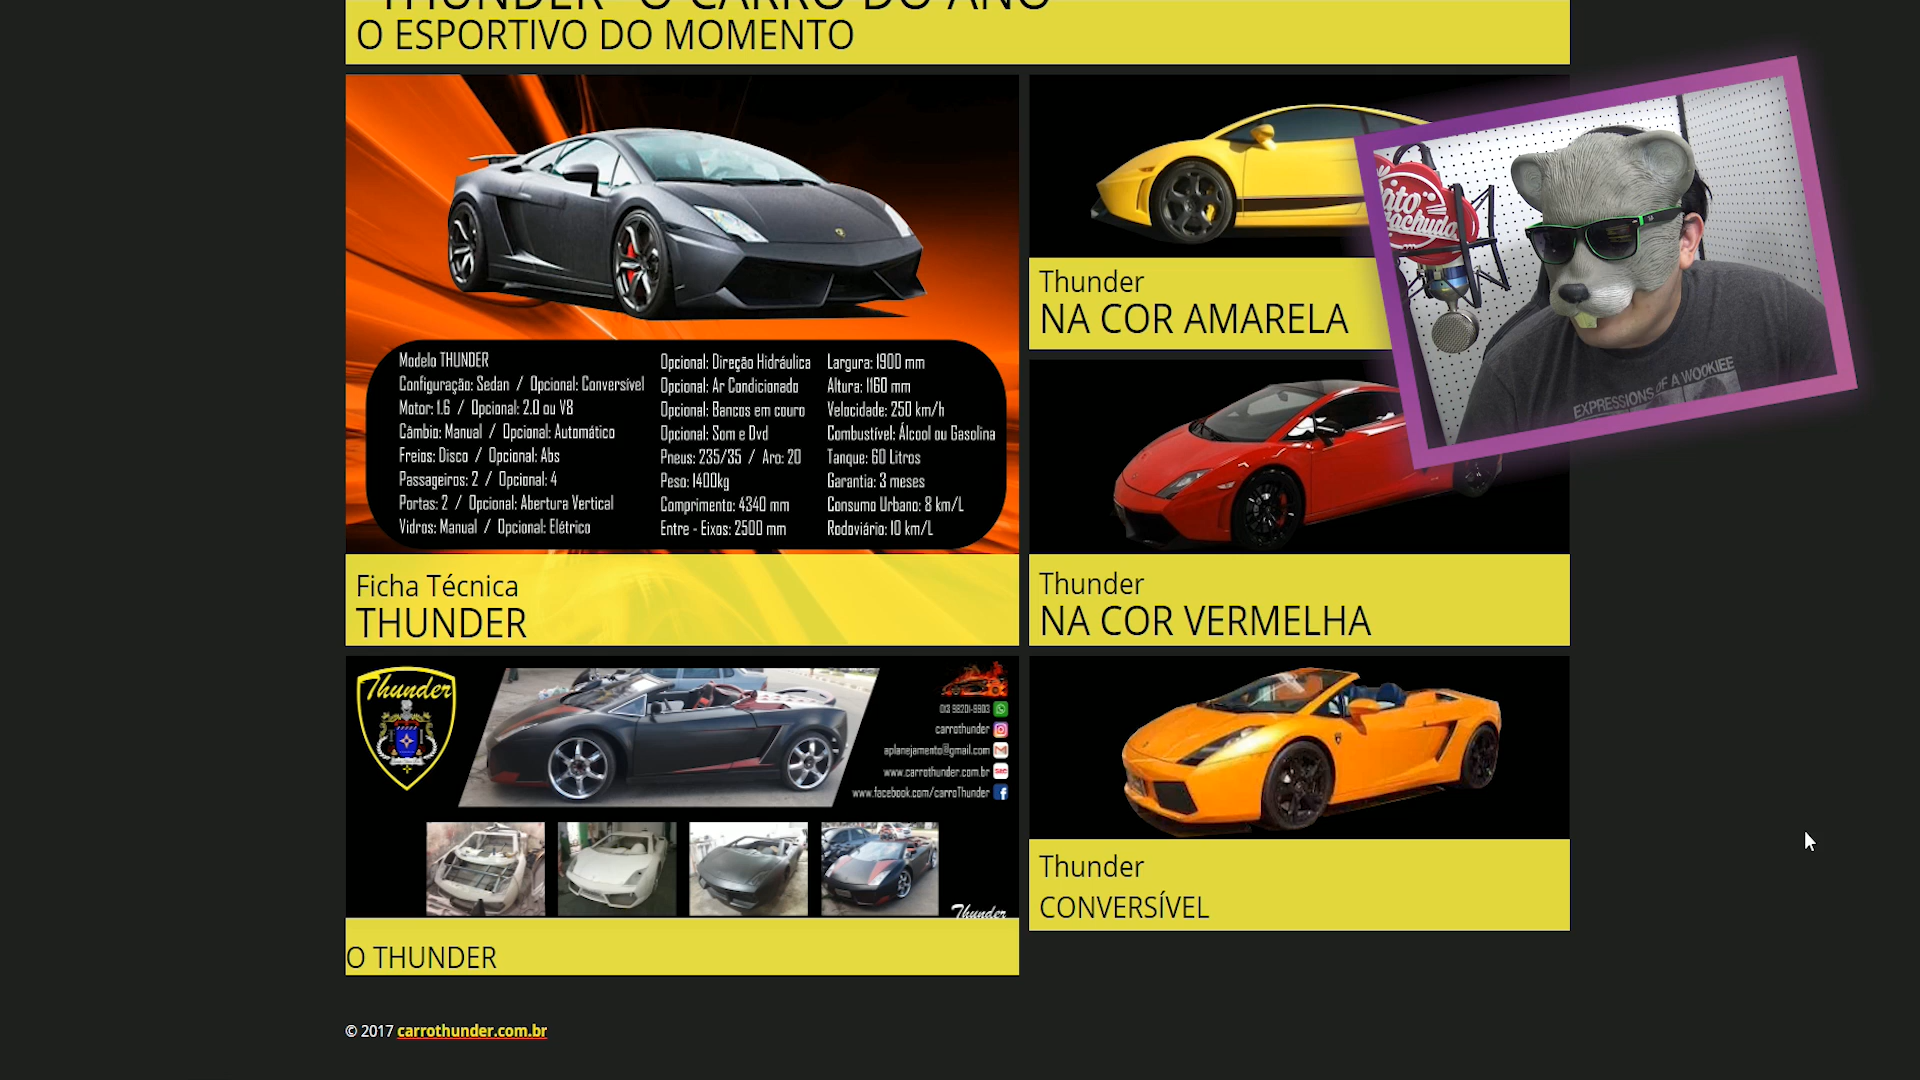 THUNDER - O CARRO DO ANO
O ESPORTIVO DO MOMENTO
Modelo THUNDER
Configuração: Sedan / Opcional: Conversível
Motor: 1.6 / Opcional: 2.0 ou V8
Câmbio: Manual / Opcional: Automático
Freios: Disco / Opcional: Abs
Passageiros: 2 / Opcional: 4
Portas: 2 / Opcional: Abertura Vertical
Vidros: Manual / Opcional: Elétrico
Opcional: Direção Hidráulica
Opcional: Ar Condicionado
Opcional: Bancos em couro
Opcional: Som e Dvd
Pneus: 235/35 / Aro: 20
Peso: 1400kg
Comprimento: 4340 mm
Entre - Eixos: 2500 mm
Largura: 1900 mm
Altura: 1160 mm
Velocidade: 250 km/h
Combustível: Álcool ou Gasolina
Tanque: 60 Litros
Garantia: 3 meses
Consumo Urbano: 8 km/L
Rodoviário: 10 km/L
Ficha Técnica
THUNDER
Thunder
NA COR AMARELA
EXPRESSIONS OF A WOOKIEE
Thunder
NA COR VERMELHA
Thunder
carrothunder
aplanejamento@gmail.com
www.carrothunder.com.br
www.facebook.com/carroThunder
Thunder
O THUNDER
Thunder
CONVERSÍVEL
© 2017 carrothunder.com.br